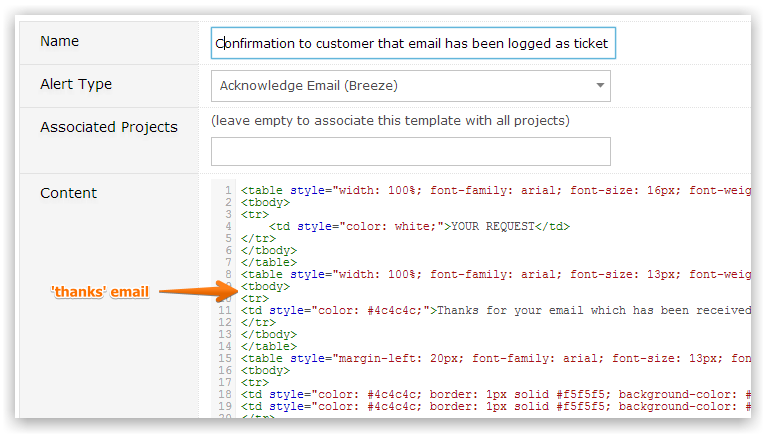 Name
Confirmation to customer that email has been logged as ticket
Alert Type
Acknowledge Email (Breeze)
Associated Projects
(leave empty to associate this template with all projects)
Content
1 <table style="width: 100%; font-family: arial; font-size: 16px; font-weig
2 <tbody>
3 <tr>
4 <td style="color: white;">YOUR REQUEST</td>
5 </tr>
6 </tbody>
7 </table>
8 <table style="width: 100%; font-family: arial; font-size: 13px; font-weig
'thanks' email
<tbody>
<tr>
11 <td style="color: #4c4c4c;">Thanks for your email which has been received
12 </tr>
13 </tbody>
14 </table>
15 <table style="margin-left: 20px; font-family: arial; font-size: 13px; fon
16 <tbody>
17 <tr>
18 <td style="color: #4c4c4c; border: 1px solid #f5f5f5; background-color: #
19 <td style="color: #4c4c4c; border: 1px solid #f5f5f5; background-color: #
20 </tr>